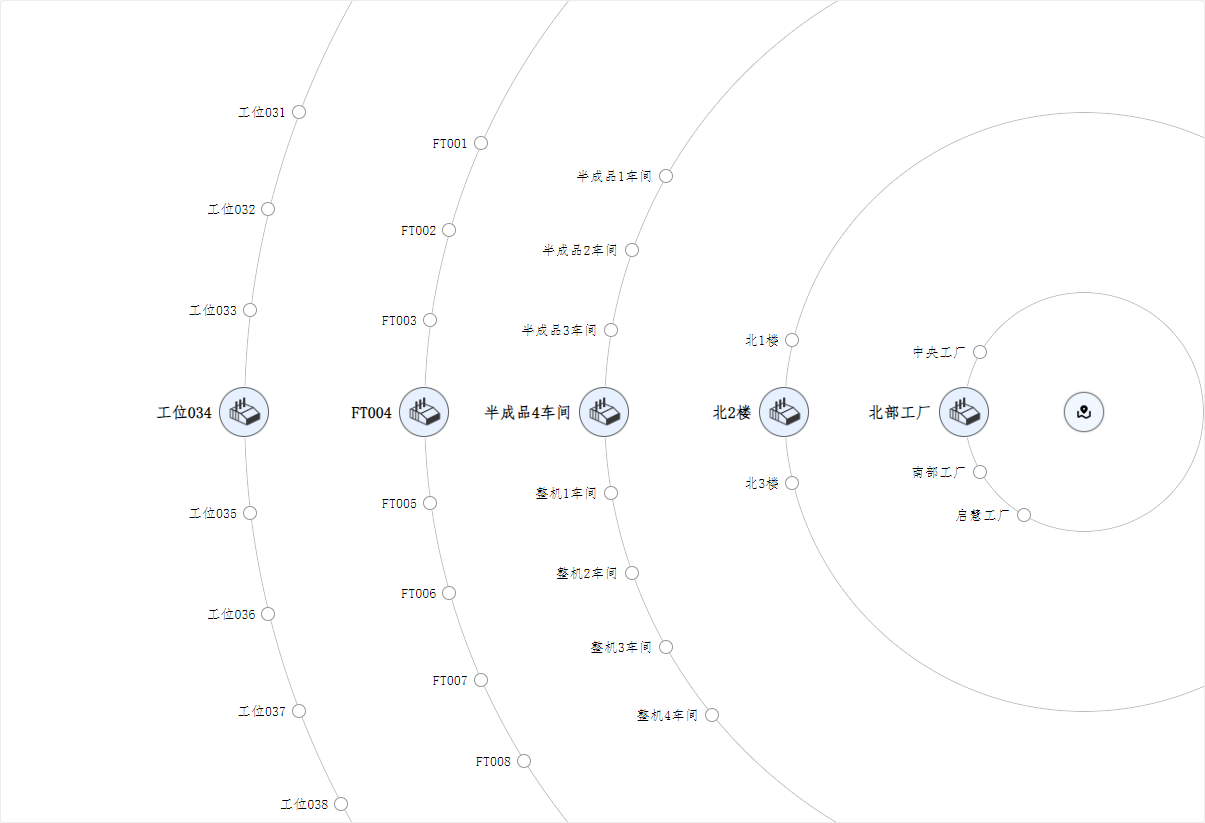 工位031
工位032
工位033
工位034
工位035
工位036
工位037
工位038
FT001
FT002
FT003
FT004
FT005
FT006
FT007
FT008
半成品1车间
半成品2车间
半成品3车间
半成品4车间
整机1车间
整机2车间
整机3车间
整机4车间
北1楼
北2楼
北3楼
中央工厂
北部工厂
南部工厂
启慧工厂